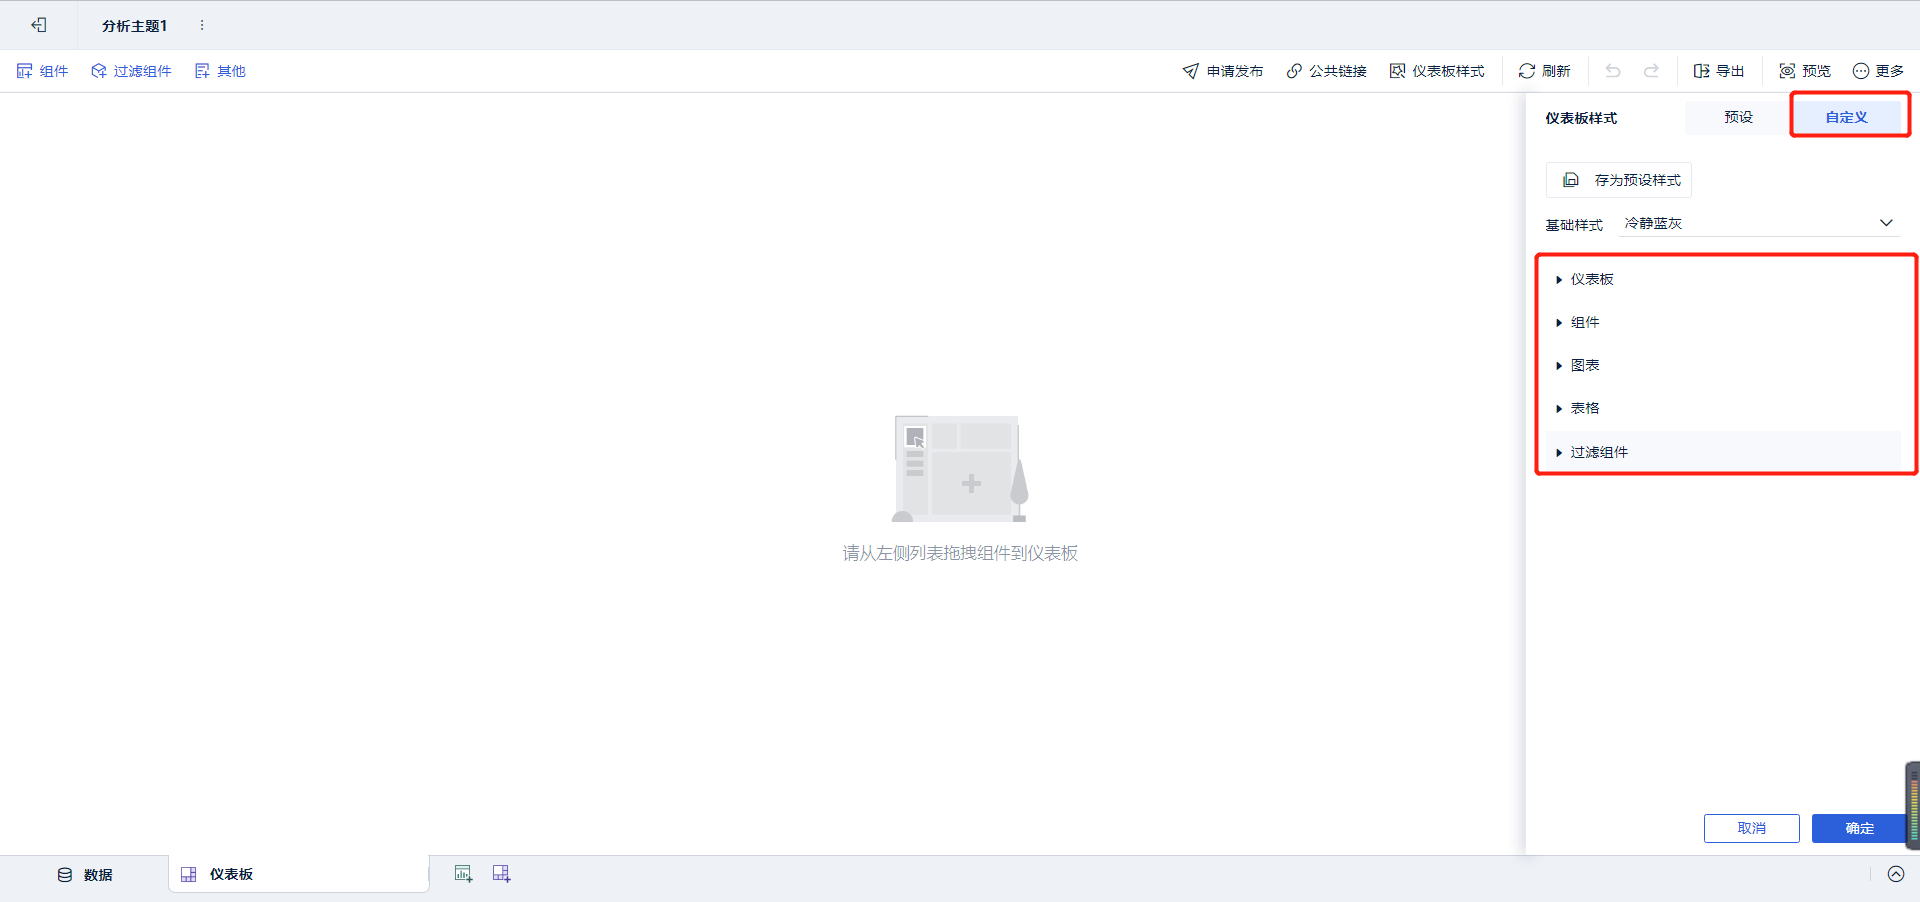 分析主题1
组件 过滤组件 其他 申请发布 公共链接 仪表板样式 刷新 导出 预览 更多
仪表板样式 预设 自定义
存为预设样式
基础样式 冷静蓝灰
仪表板
组件
图表
表格
过滤组件
请从左侧列表拖拽组件到仪表板
取消 确定
数据 仪表板